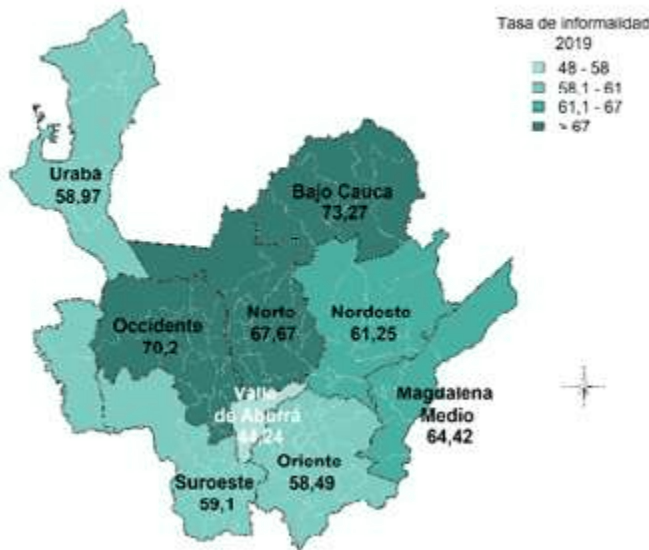 Tasa de informalidad
2019
48 - 58
58,1 - 61
61,1 - 67
> 67
Urabá
58,97
Bajo Cauca
73,27
Occidente
70,2
Norte
67,67
Nordeste
61,25
Magdalena
Medio
64,42
Valle
de Aburrá
Oriente
58,49
Suroeste
59,1